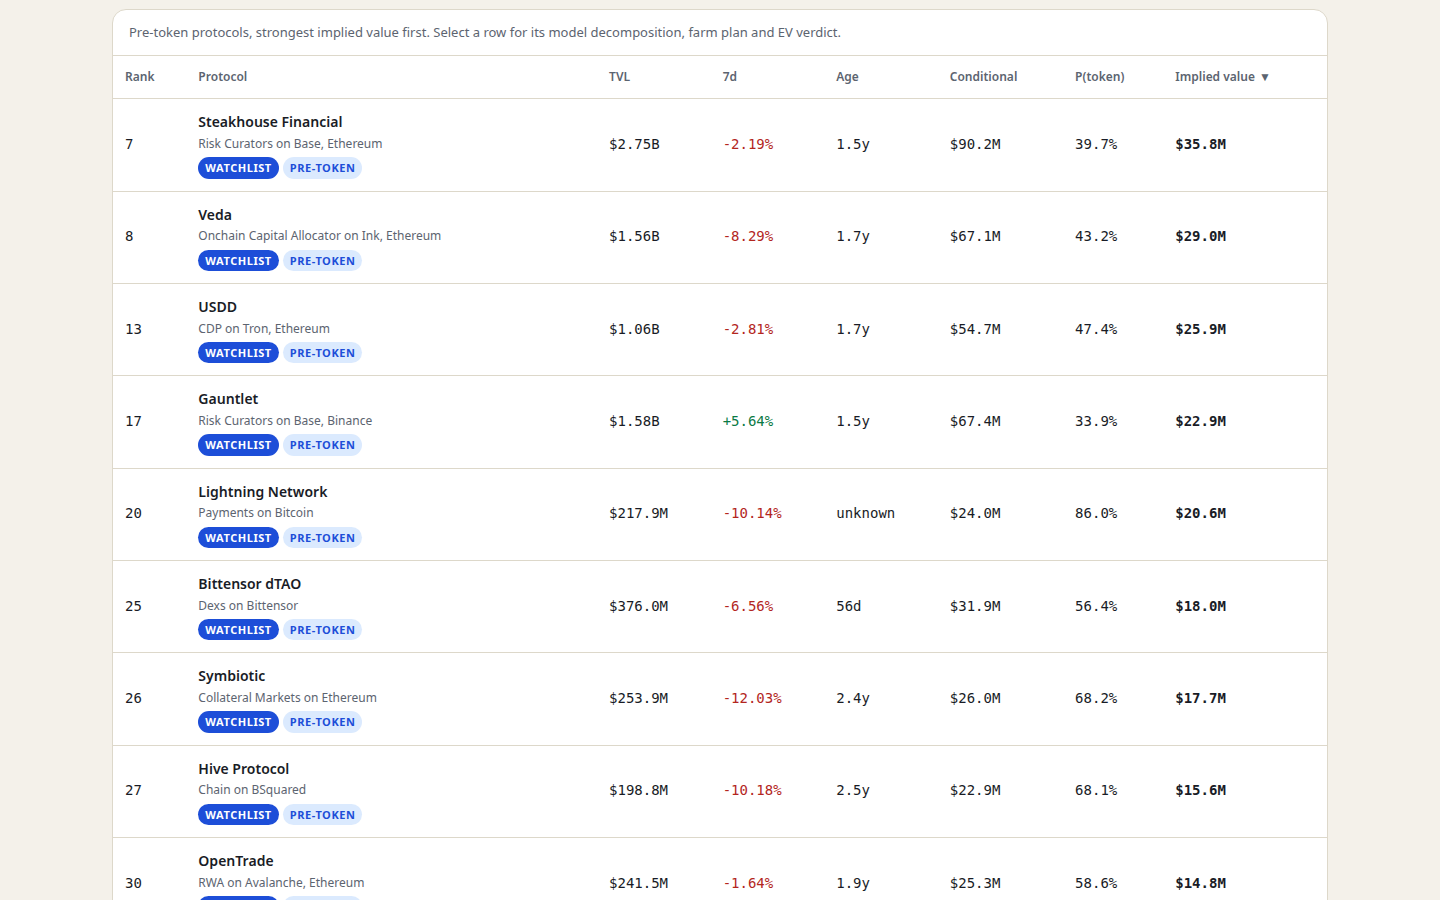 Pre-token protocols, strongest implied value first. Select a row for its model decomposition, farm plan and EV verdict.
Rank Protocol TVL 7d Age Conditional P(token) Implied value ▼
Steakhouse Financial
Risk Curators on Base, Ethereum
WATCHLIST PRE-TOKEN
7 $2.75B -2.19% 1.5y $90.2M 39.7% $35.8M
Veda
Onchain Capital Allocator on Ink, Ethereum
WATCHLIST PRE-TOKEN
8 $1.56B -8.29% 1.7y $67.1M 43.2% $29.0M
USDD
CDP on Tron, Ethereum
WATCHLIST PRE-TOKEN
13 $1.06B -2.81% 1.7y $54.7M 47.4% $25.9M
Gauntlet
Risk Curators on Base, Binance
WATCHLIST PRE-TOKEN
17 $1.58B +5.64% 1.5y $67.4M 33.9% $22.9M
Lightning Network
Payments on Bitcoin
WATCHLIST PRE-TOKEN
20 $217.9M -10.14% unknown $24.0M 86.0% $20.6M
Bittensor dTAO
Dexs on Bittensor
WATCHLIST PRE-TOKEN
25 $376.0M -6.56% 56d $31.9M 56.4% $18.0M
Symbiotic
Collateral Markets on Ethereum
WATCHLIST PRE-TOKEN
26 $253.9M -12.03% 2.4y $26.0M 68.2% $17.7M
Hive Protocol
Chain on BSquared
WATCHLIST PRE-TOKEN
27 $198.8M -10.18% 2.5y $22.9M 68.1% $15.6M
OpenTrade
RWA on Avalanche, Ethereum
30 $241.5M -1.64% 1.9y $25.3M 58.6% $14.8M